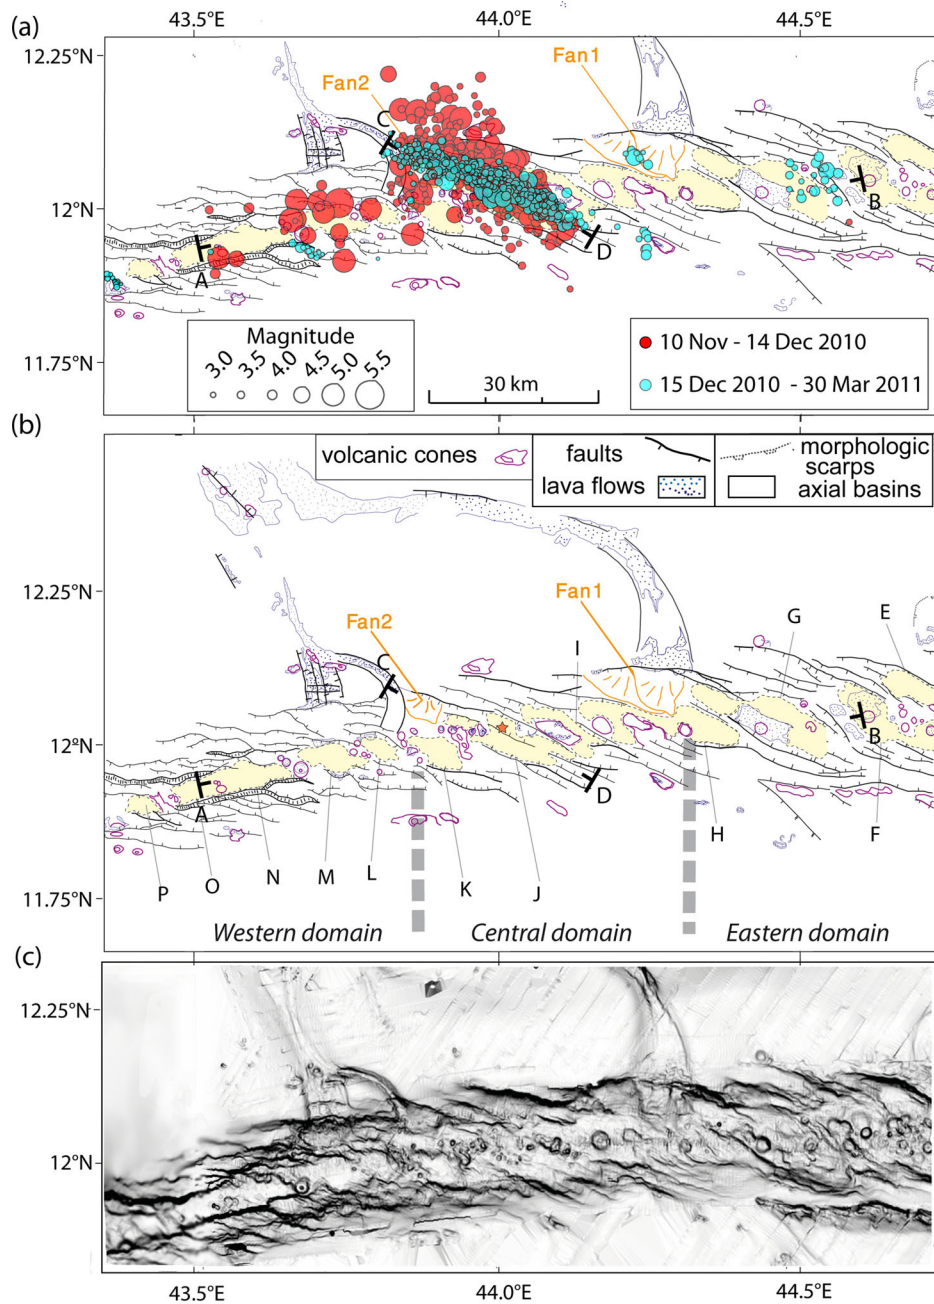 43.5°E 44.0°E 44.5°E
(a)
12.25°N
Fan1
Fan2
C
12°N
B
D
A
11.75°N
Magnitude
3.0 3.5 4.0 4.5 5.0 5.5
30 km
10 Nov - 14 Dec 2010
15 Dec 2010 - 30 Mar 2011
(b)
volcanic cones
faults
lava flows
morphologic
scarps
axial basins
12.25°N
Fan1
Fan2
G E
C
I
12°N
B
A
D
H F
P O N M L K J
11.75°N
Western domain Central domain Eastern domain
(c)
12.25°N
12°N
43.5°E 44.0°E 44.5°E